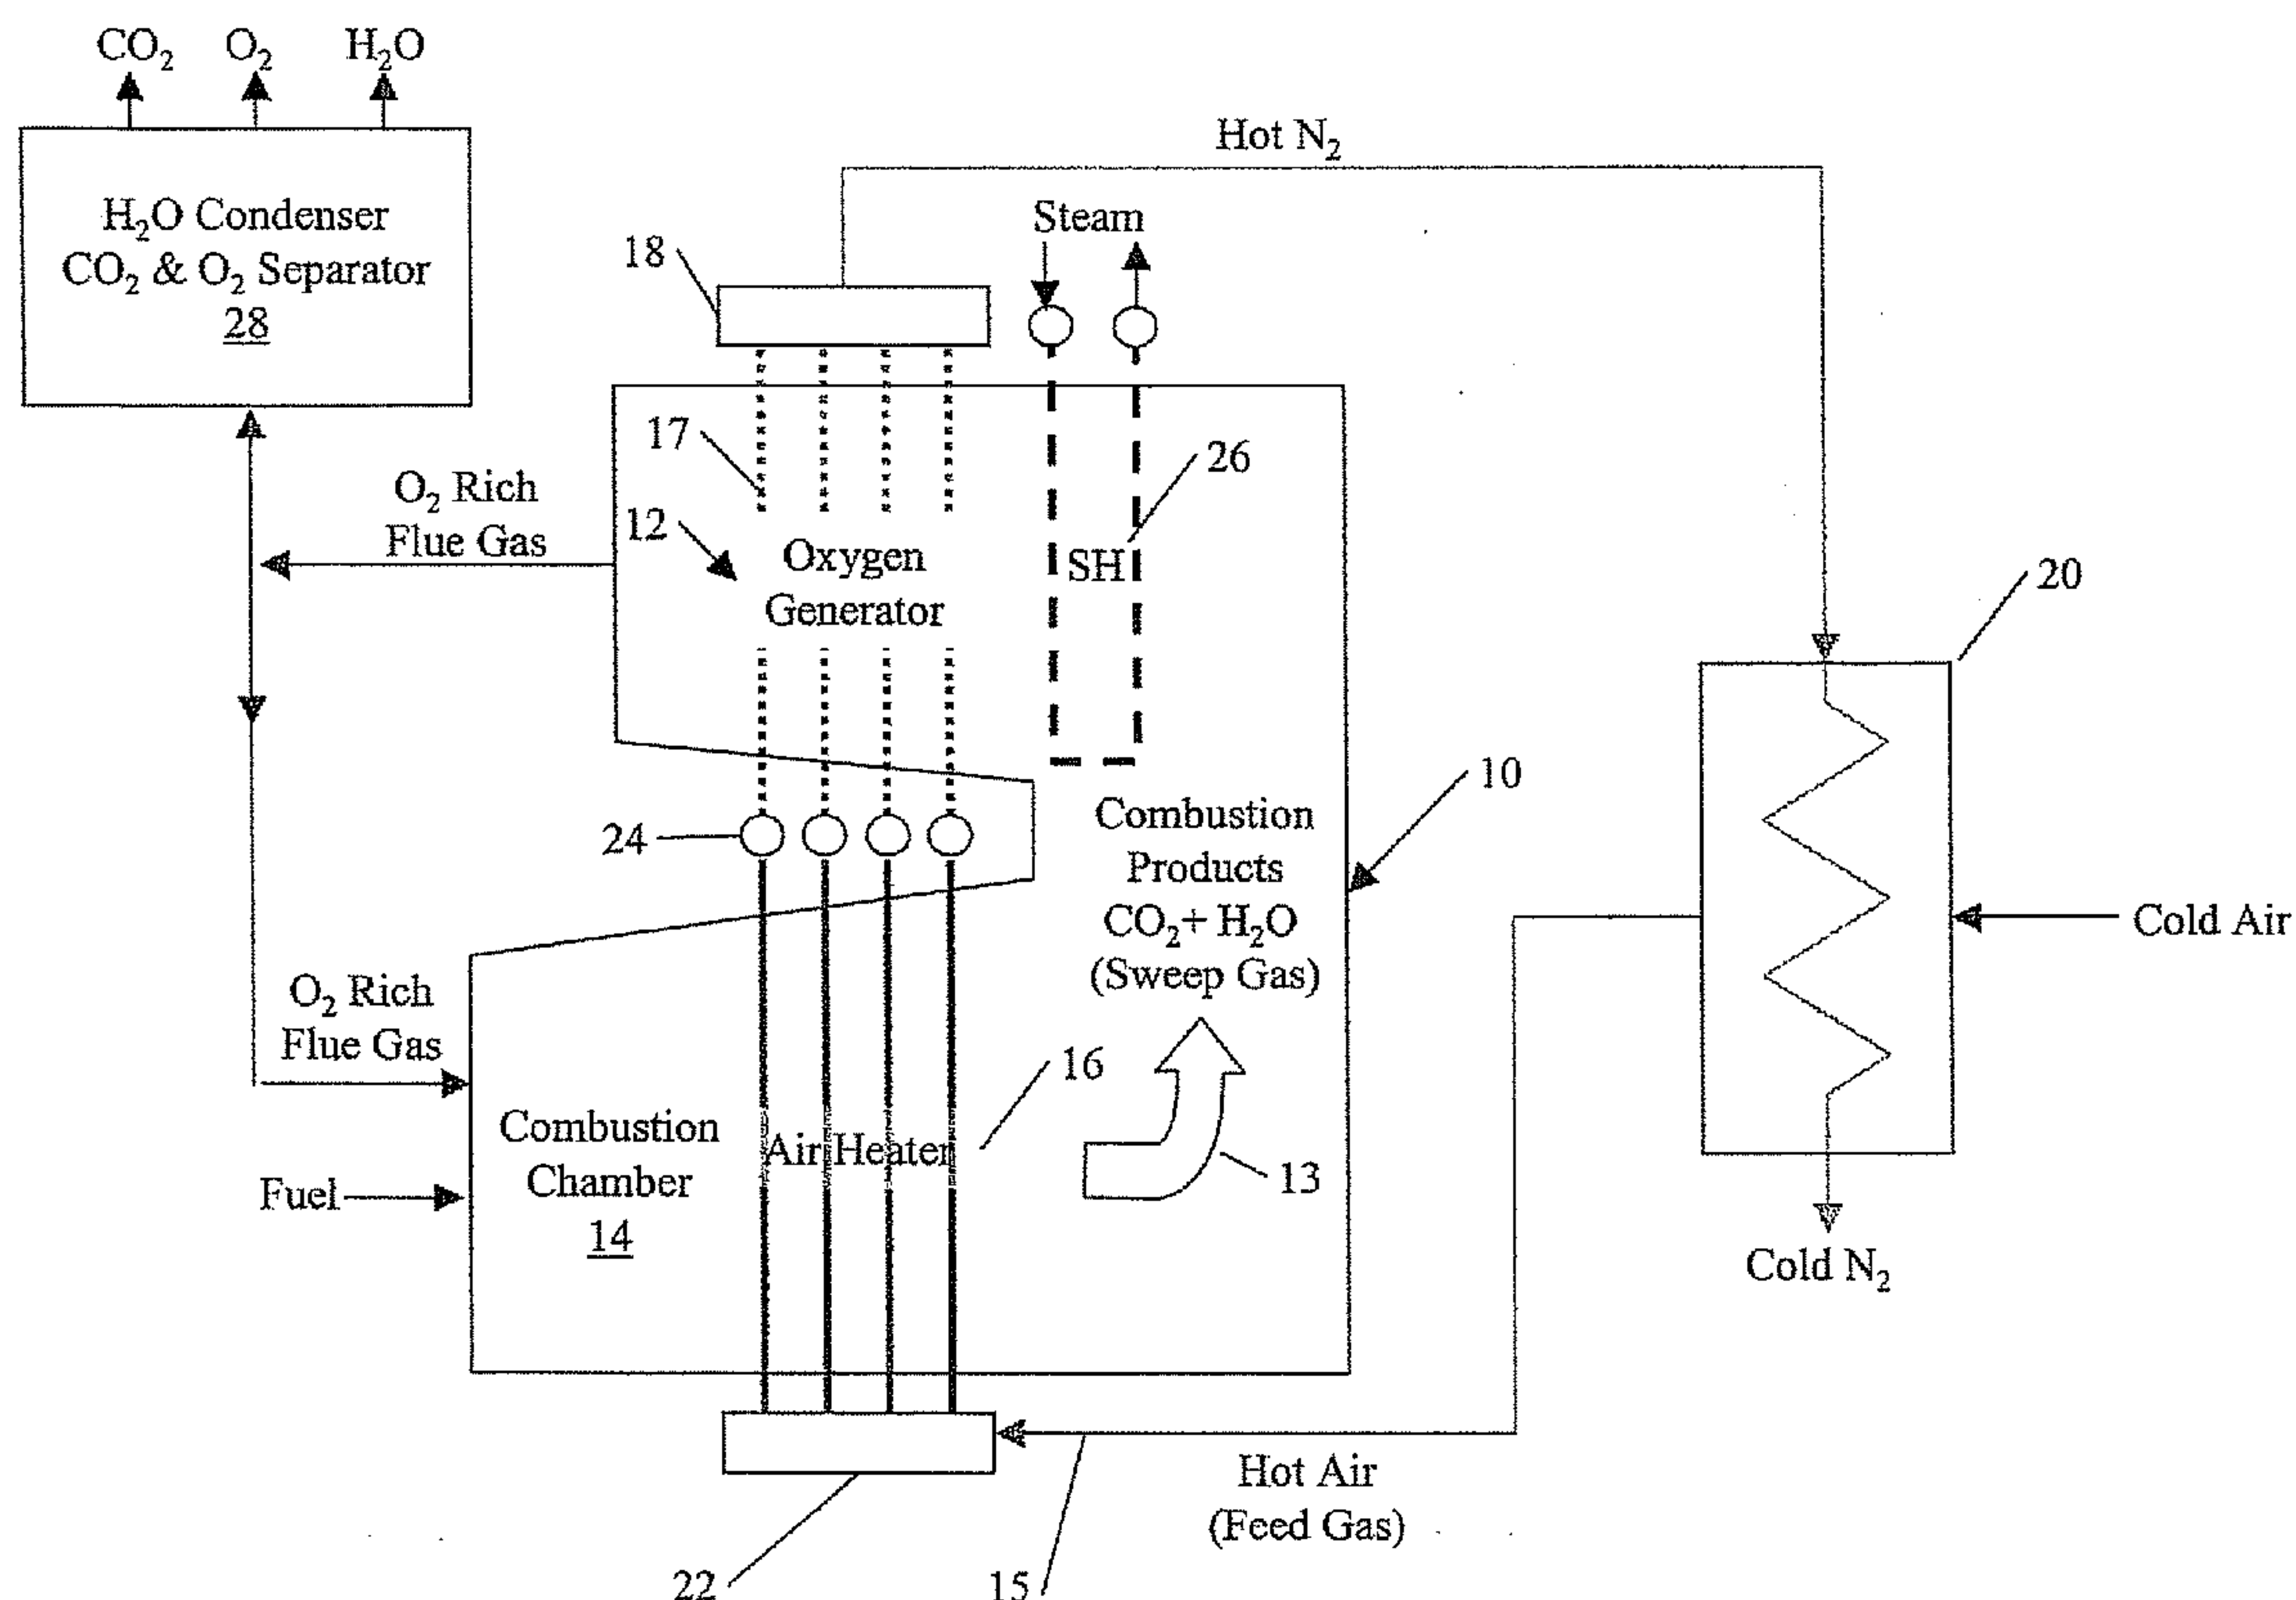 CO₂ O₂ H₂O
H₂O Condenser
CO₂ & O₂ Separator
28
Hot N₂
Steam
18
17
26
O₂ Rich
Flue Gas
12
Oxygen
Generator
SH
20
10
24
Combustion
Products
CO₂+ H₂O
(Sweep Gas)
Cold Air
O₂ Rich
Flue Gas
16
Combustion
Chamber
14
Air Heater
13
Fuel
Cold N₂
Hot Air
(Feed Gas)
22
15